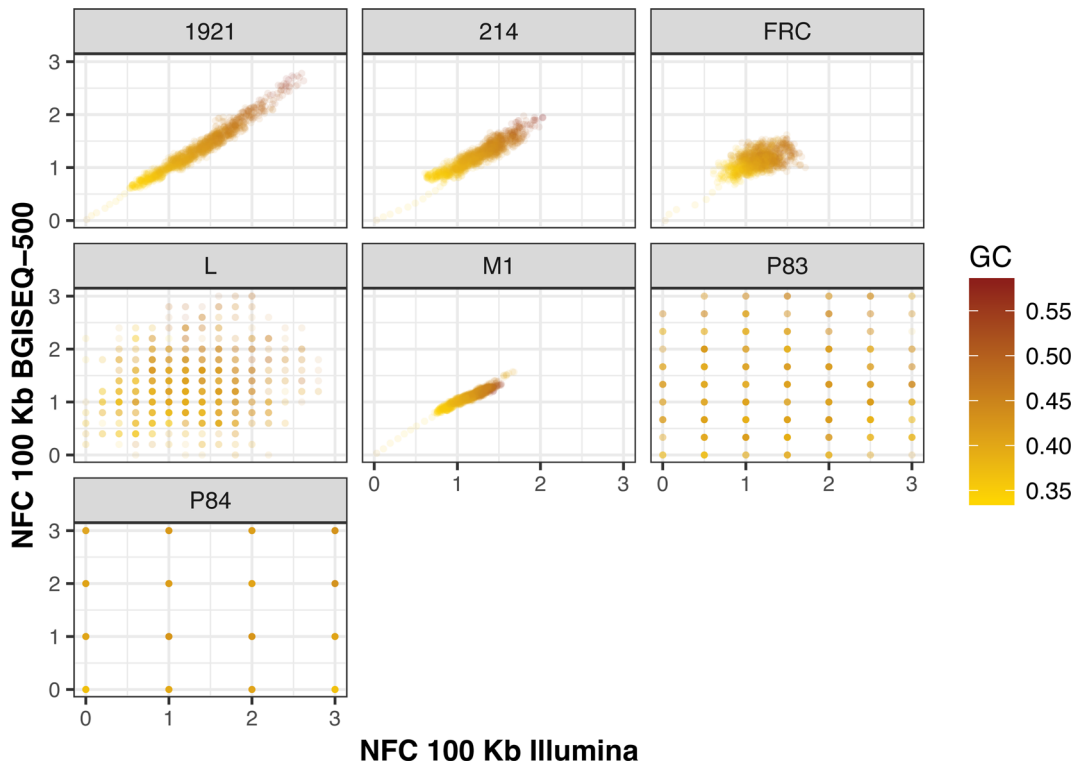 1921 214 FRC
3
2
1
0
L M1 P83
3
2
1
0
0 1 2 3 0 1 2 3
P84
3
2
1
0
0 1 2 3
NFC 100 Kb Illumina
NFC 100 Kb BGISEQ–500
GC
0.55
0.50
0.45
0.40
0.35